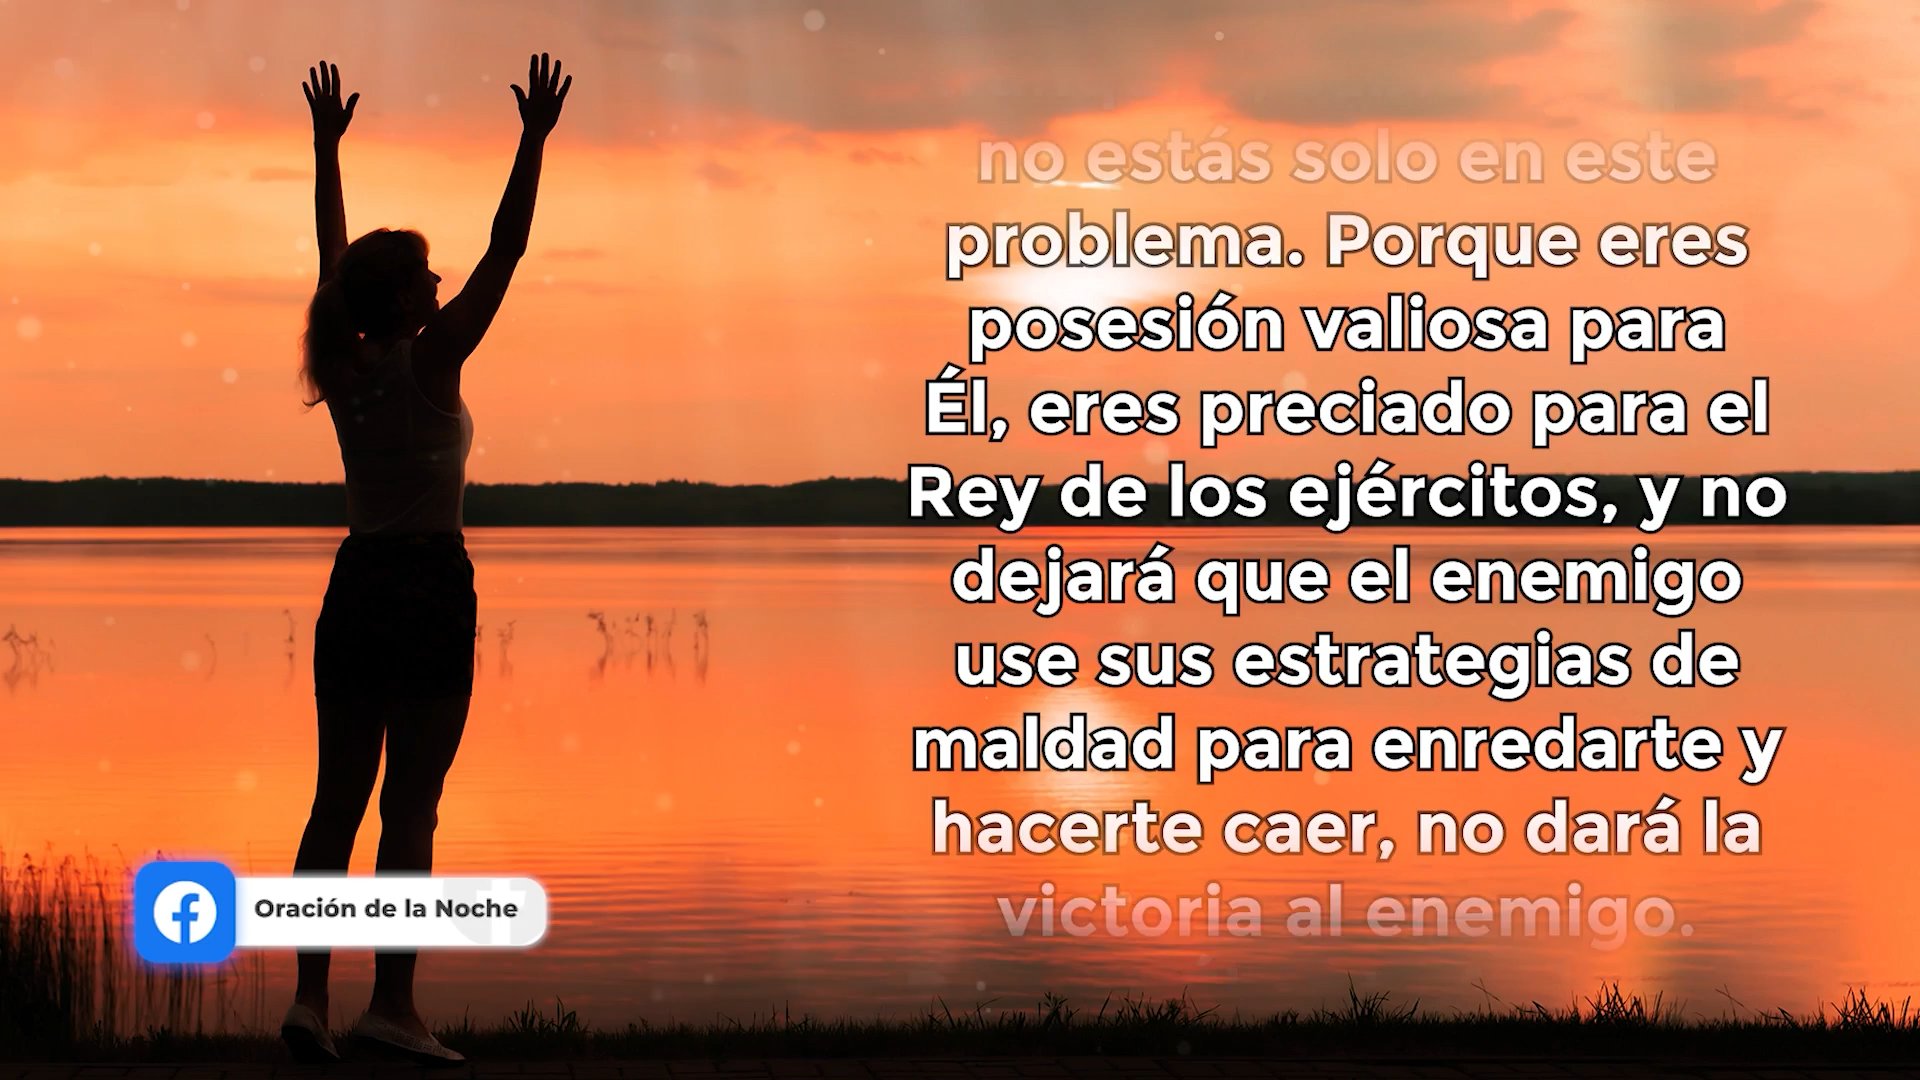 no estás solo en este
problema. Porque eres
posesión valiosa para
Él, eres preciado para el
Rey de los ejércitos, y no
dejará que el enemigo
use sus estrategias de
maldad para enredarte y
hacerte caer, no dará la
victoria al enemigo.
Oración de la Noche